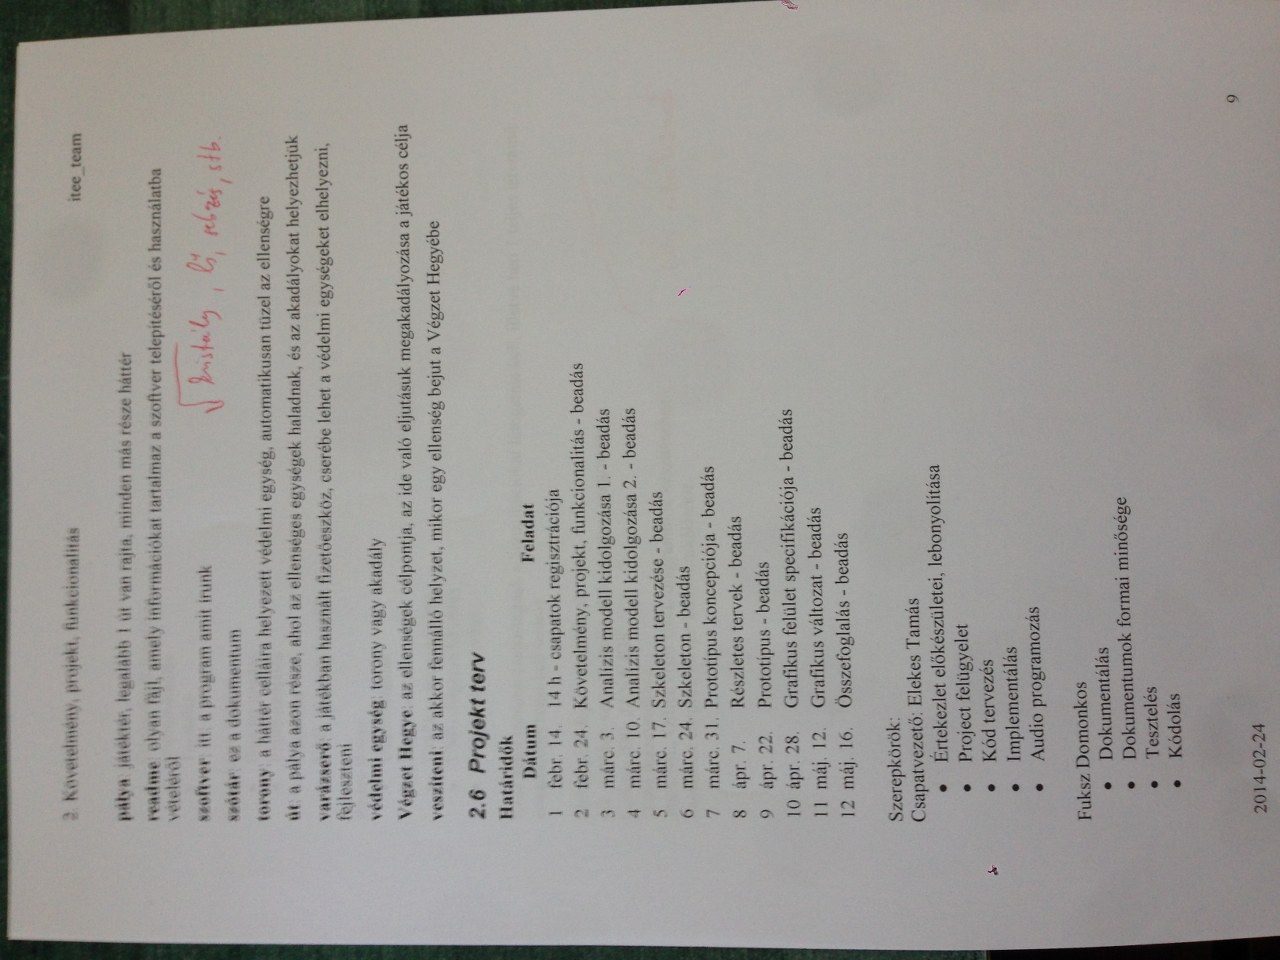 2. Követelmény, projekt, funkcionalitás itee_team
pálya: játéktér, legalább 1 út van rajta, minden más része háttér
readme: olyan fájl, amely információkat tartalmaz a szoftver telepítéséről és használatba
vételéről
kristály, lő, sebzés, stb.
szoftver: itt: a program amit írunk
szótár: ez a dokumentum
torony: a háttér celláira helyezett védelmi egység, automatikusan tüzel az ellenségre
út: a pálya azon része, ahol az ellenséges egységek haladnak, és az akadályokat helyezhetjük
varázserő: a játékban használt fizetőeszköz, cserébe lehet a védelmi egységeket elhelyezni,
fejleszteni
védelmi egység: torony vagy akadály
Végzet Hegye: az ellenségek célpontja, az ide való eljutásuk megakadályozása a játékos célja
veszíteni: az akkor fennálló helyzet, mikor egy ellenség bejut a Végzet Hegyébe
2.6 Projekt terv
Határidők
Dátum Feladat
1 febr. 14. 14 h - csapatok regisztrációja
2 febr. 24. Követelmény, projekt, funkcionalitás - beadás
3 márc. 3. Analízis modell kidolgozása 1. - beadás
4 márc. 10. Analízis modell kidolgozása 2. - beadás
5 márc. 17. Szkeleton tervezése - beadás
6 márc. 24. Szkeleton - beadás
7 márc. 31. Prototípus koncepciója - beadás
8 ápr. 7. Részletes tervek - beadás
9 ápr. 22. Prototípus - beadás
10 ápr. 28. Grafikus felület specifikációja - beadás
11 máj. 12. Grafikus változat - beadás
12 máj. 16. Összefoglalás - beadás
Szerepkörök:
Csapatvezető: Elekes Tamás
• Értekezlet előkészületei, lebonyolítása
• Project felügyelet
• Kód tervezés
• Implementálás
• Audio programozás
Fuksz Domonkos
• Dokumentálás
• Dokumentumok formai minősége
• Tesztelés
• Kódolás
9
2014-02-24